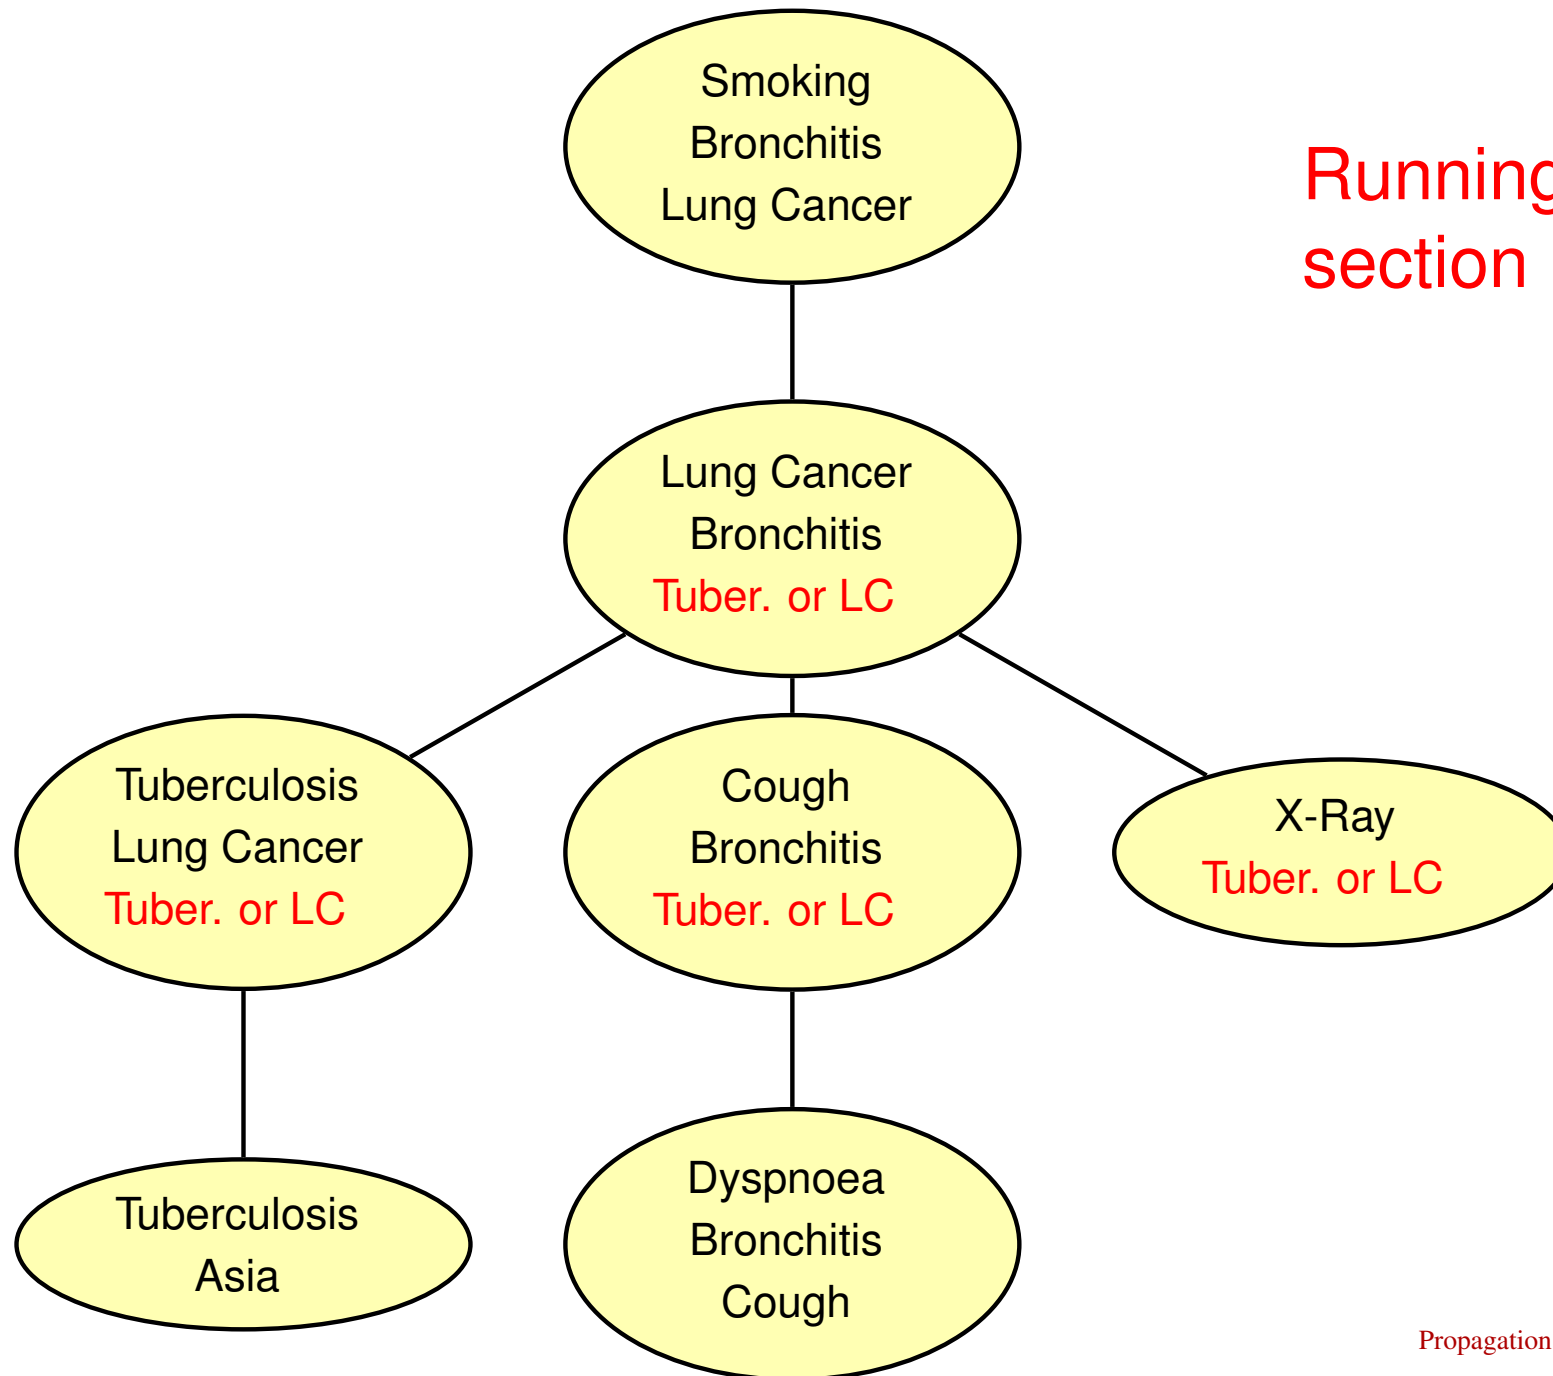 Smoking
Bronchitis
Lung Cancer
Running
section
Lung Cancer
Bronchitis
Tuber. or LC
Tuberculosis
Lung Cancer
Tuber. or LC
Cough
Bronchitis
Tuber. or LC
X-Ray
Tuber. or LC
Tuberculosis
Asia
Dyspnoea
Bronchitis
Cough
Propagation